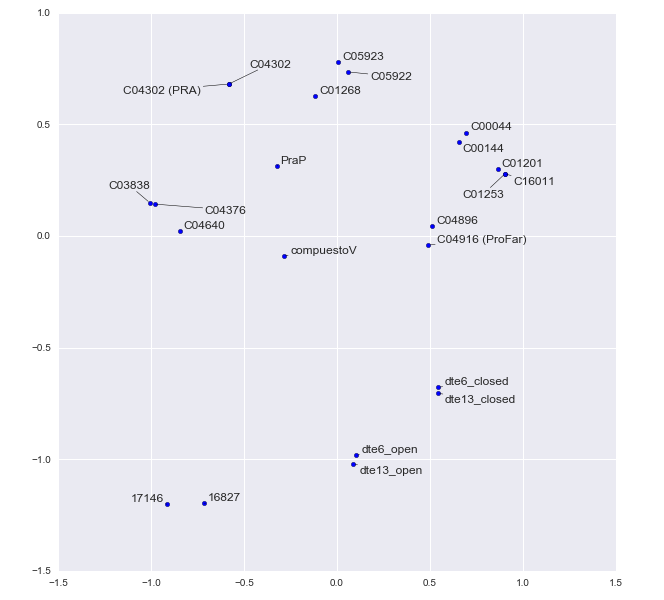 1.0
C05923
C04302
C05922
C04302 (PRA)
C01268
0.5
C00044
C00144
PraP
C01201
C03838
C16011
C01253
C04376
C04640
C04896
0.0
C04916 (ProFar)
compuestoV
−0.5
dte6_closed
dte13_closed
dte6_open
−1.0
dte13_open
17146
16827
−1.5
−1.5 −1.0 −0.5 0.0 0.5 1.0 1.5